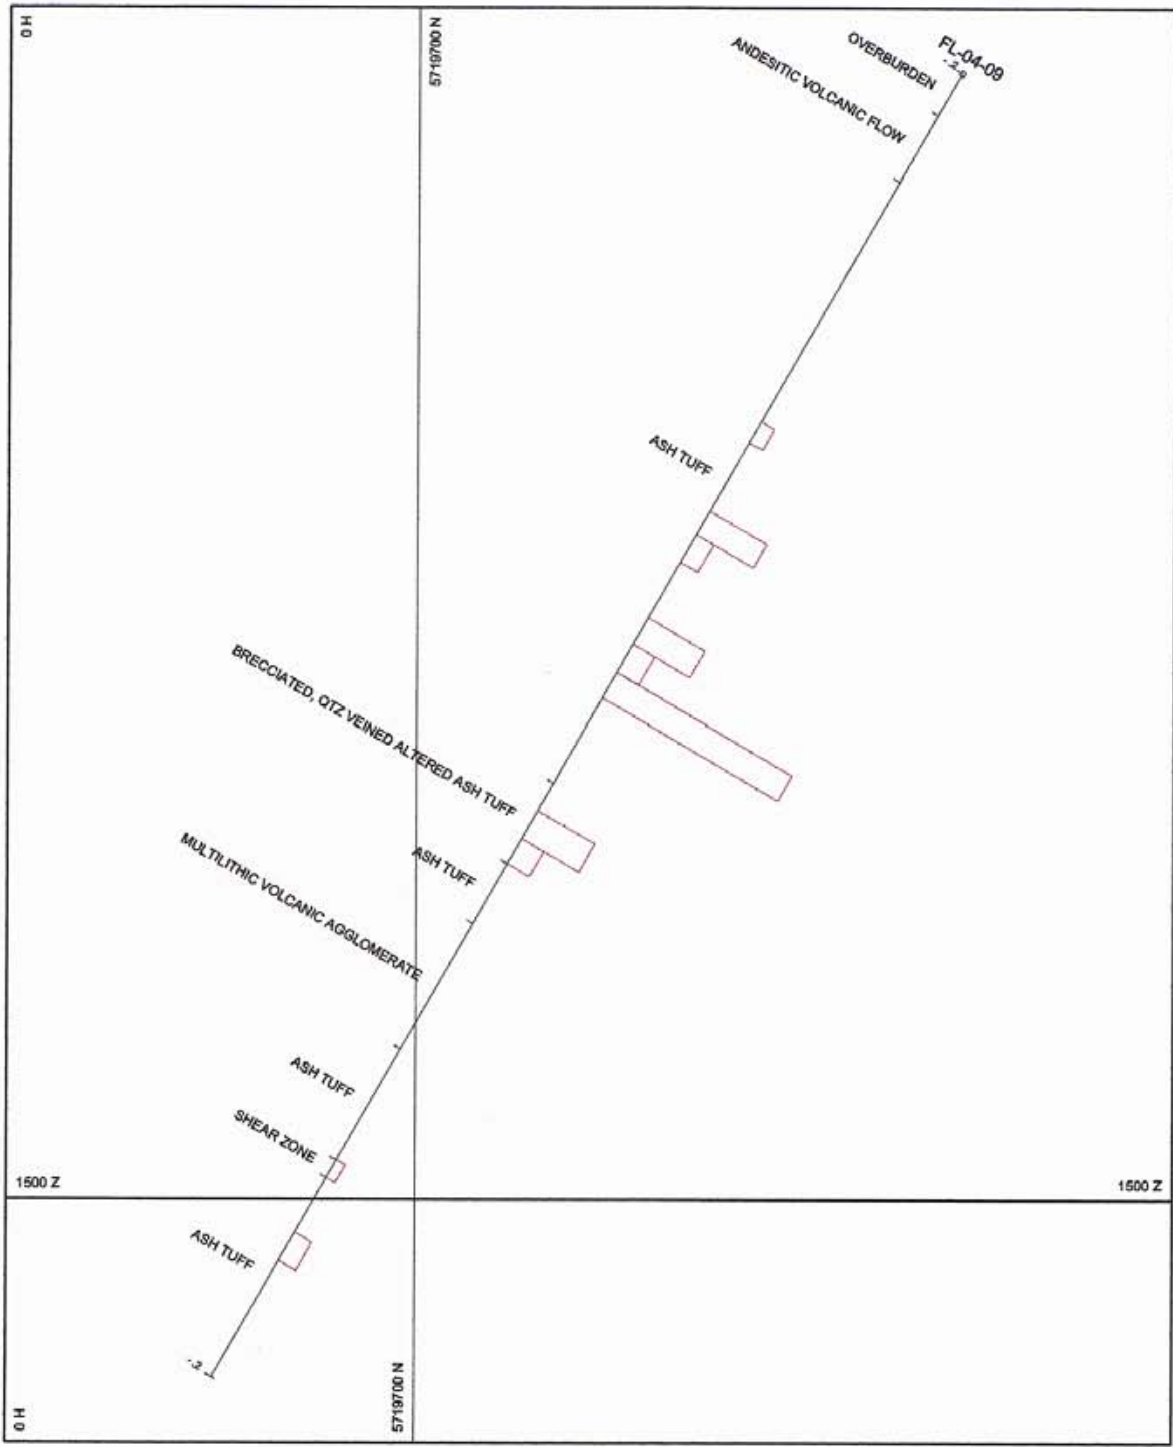 0 H
5719700 N
FL-04-09
OVERBURDEN
ANDESITIC VOLCANIC FLOW
ASH TUFF
BRECCIATED, QTZ VEINED ALTERED ASH TUFF
ASH TUFF
MULTILITHIC VOLCANIC AGGLOMERATE
ASH TUFF
SHEAR ZONE
1500 Z
1500 Z
ASH TUFF
5719700 N
0 H